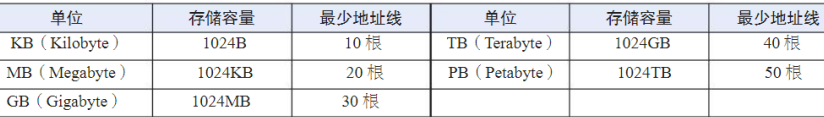 单位 存储容量 最少地址线 单位 存储容量 最少地址线
KB（Kilobyte） 1024B 10 根 TB（Terabyte） 1024GB 40 根
MB（Megabyte） 1024KB 20 根 PB（Petabyte） 1024TB 50 根
GB（Gigabyte） 1024MB 30 根